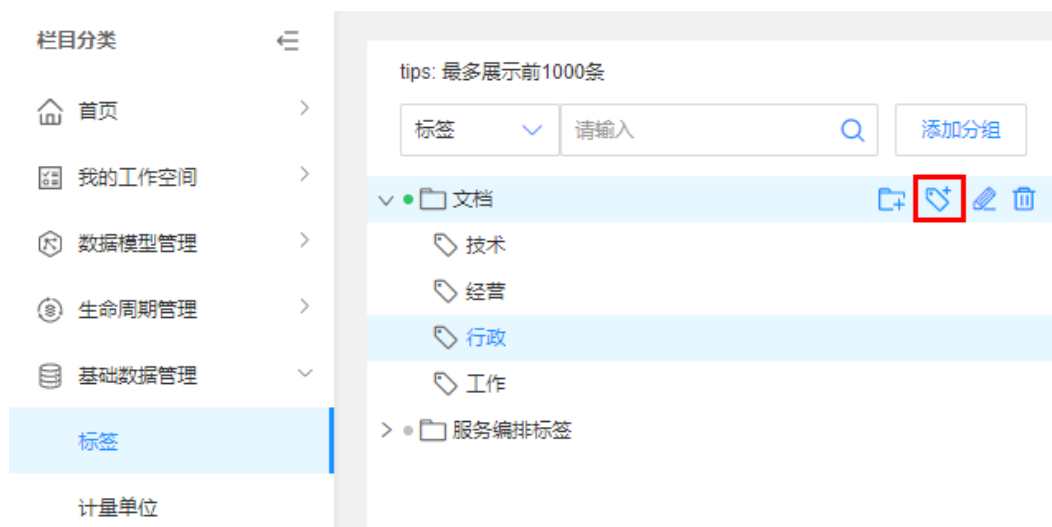 栏目分类
首页
我的工作空间
数据模型管理
生命周期管理
基础数据管理
标签
计量单位
tips: 最多展示前1000条
标签
请输入
添加分组
文档
技术
经营
行政
工作
服务编排标签